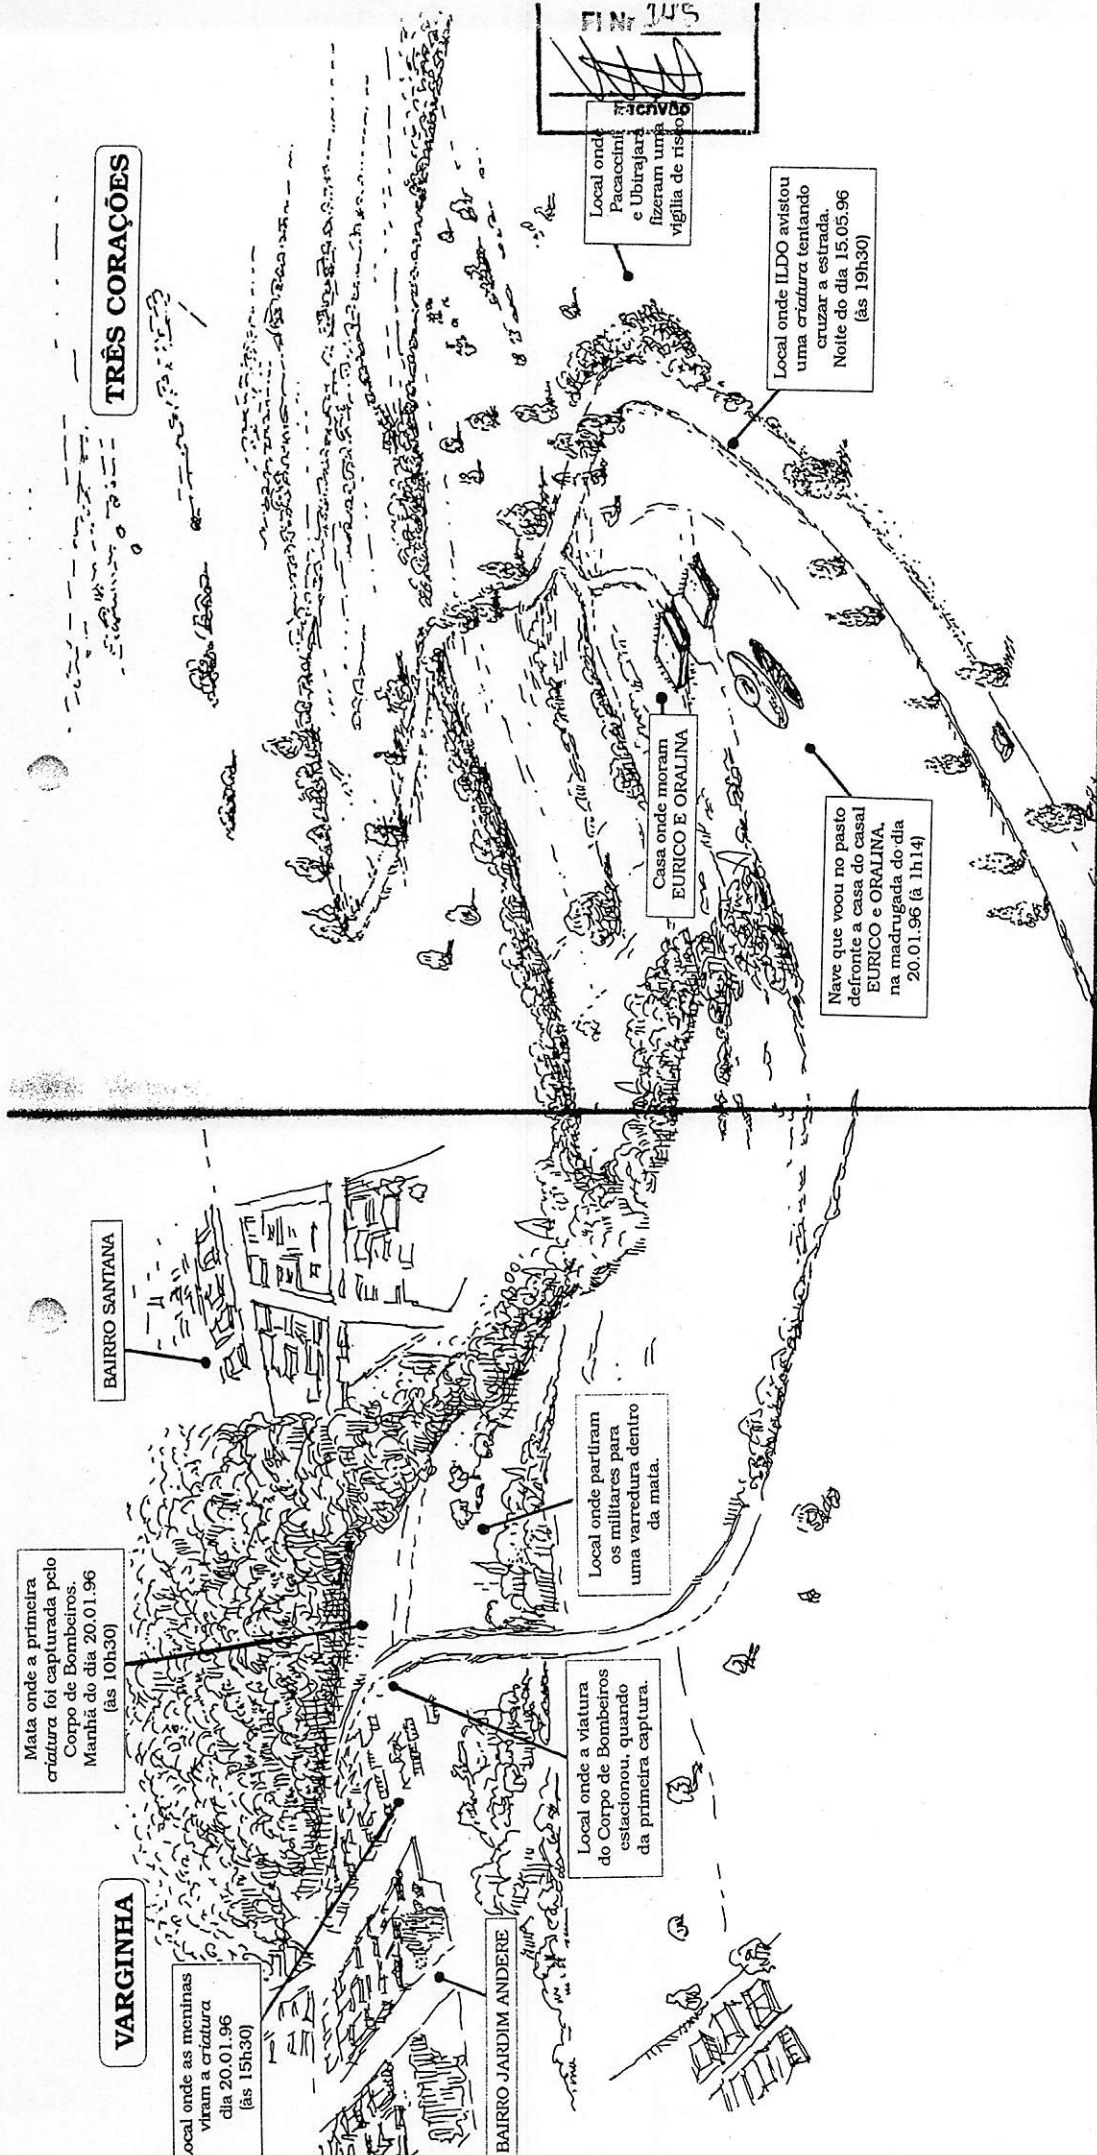 VARGINHA
Local onde as meninas
viram a criatura
dia 20.01.96
(às 15h30)
Mata onde a primeira
criatura foi capturada pelo
Corpo de Bombeiros.
Manhã do dia 20.01.96
(às 10h30)
BAIRRO SANTANA
BAIRRO JARDIM ANDERE
Local onde a viatura
do Corpo de Bombeiros
estacionou, quando
da primeira captura.
Local onde partiram
os militares para
uma varredura dentro
da mata.
TRÊS CORAÇÕES
Casa onde moram
EURICO E ORALINA
Nave que voou no pasto
defronte a casa do casal
EURICO e ORALINA,
na madrugada do dia
20.01.96 (à 1h14)
Local onde ILDO avistou
uma criatura tentando
cruzar a estrada.
Noite do dia 15.05.96
(às 19h30)
Local onde
Pacaccini
e Ubirajara
fizeram uma
vigília de risco
Fl Nr 145
Escrivão